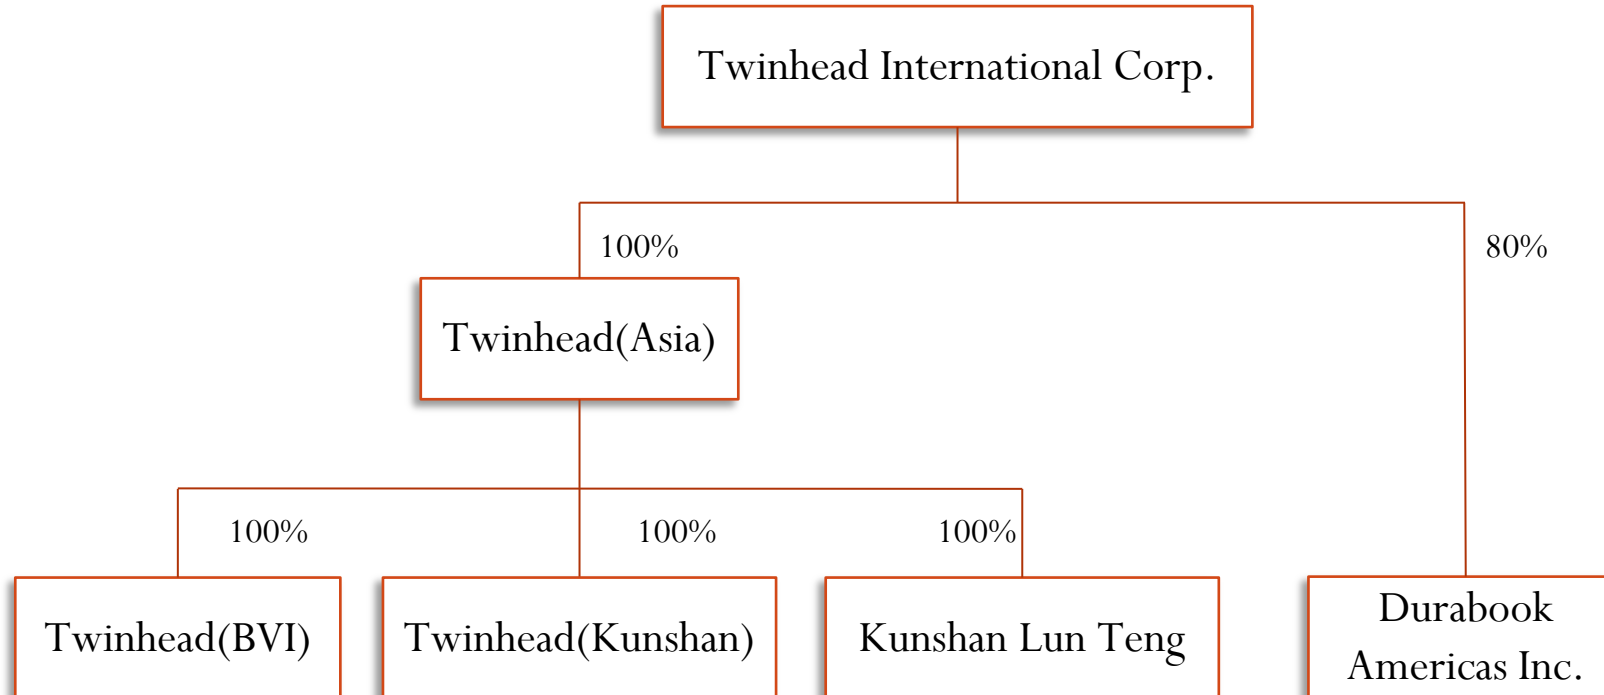 Twinhead International Corp.
100%
80%
Twinhead(Asia)
100%
100%
100%
Twinhead(BVI)
Twinhead(Kunshan)
Kunshan Lun Teng
Durabook
Americas Inc.